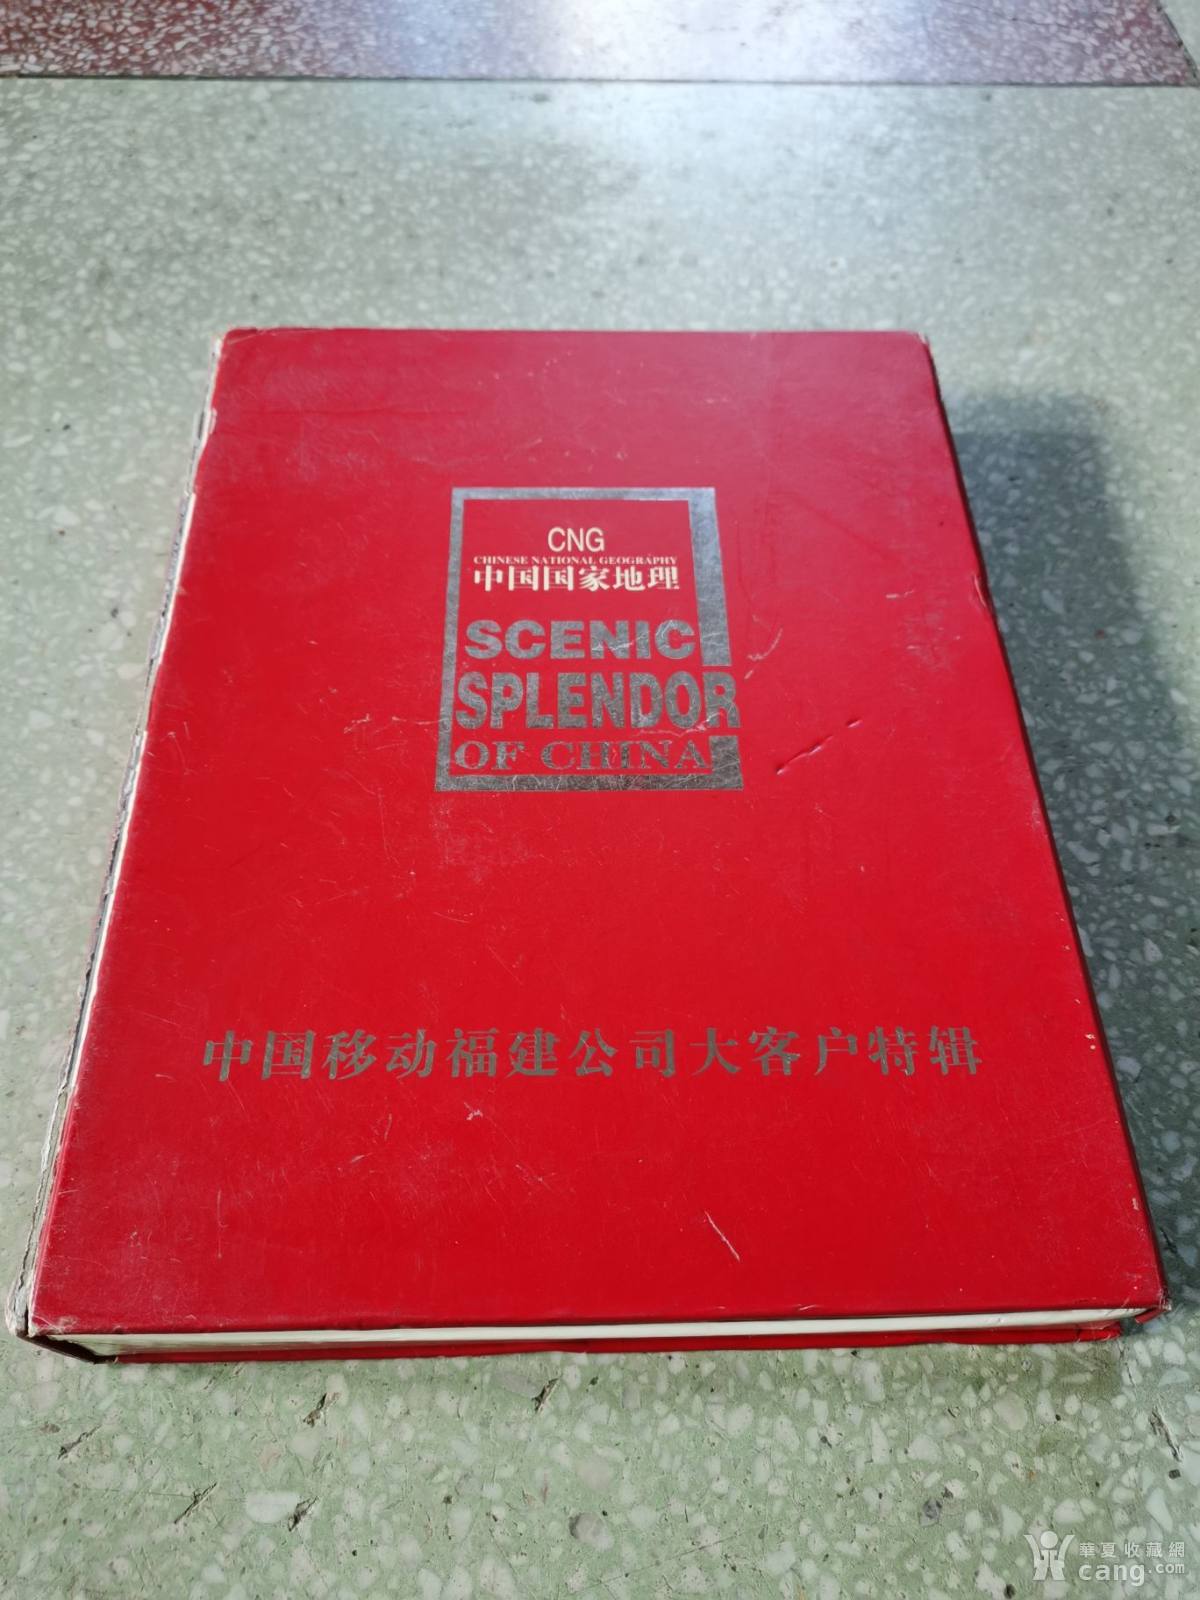 CNG
CHINESE NATIONAL GEOGRAPHY
中国国家地理
SCENIC
SPLENDOR
OF CHINA
中国移动福建公司大客户特辑
華夏收藏網
cang.com